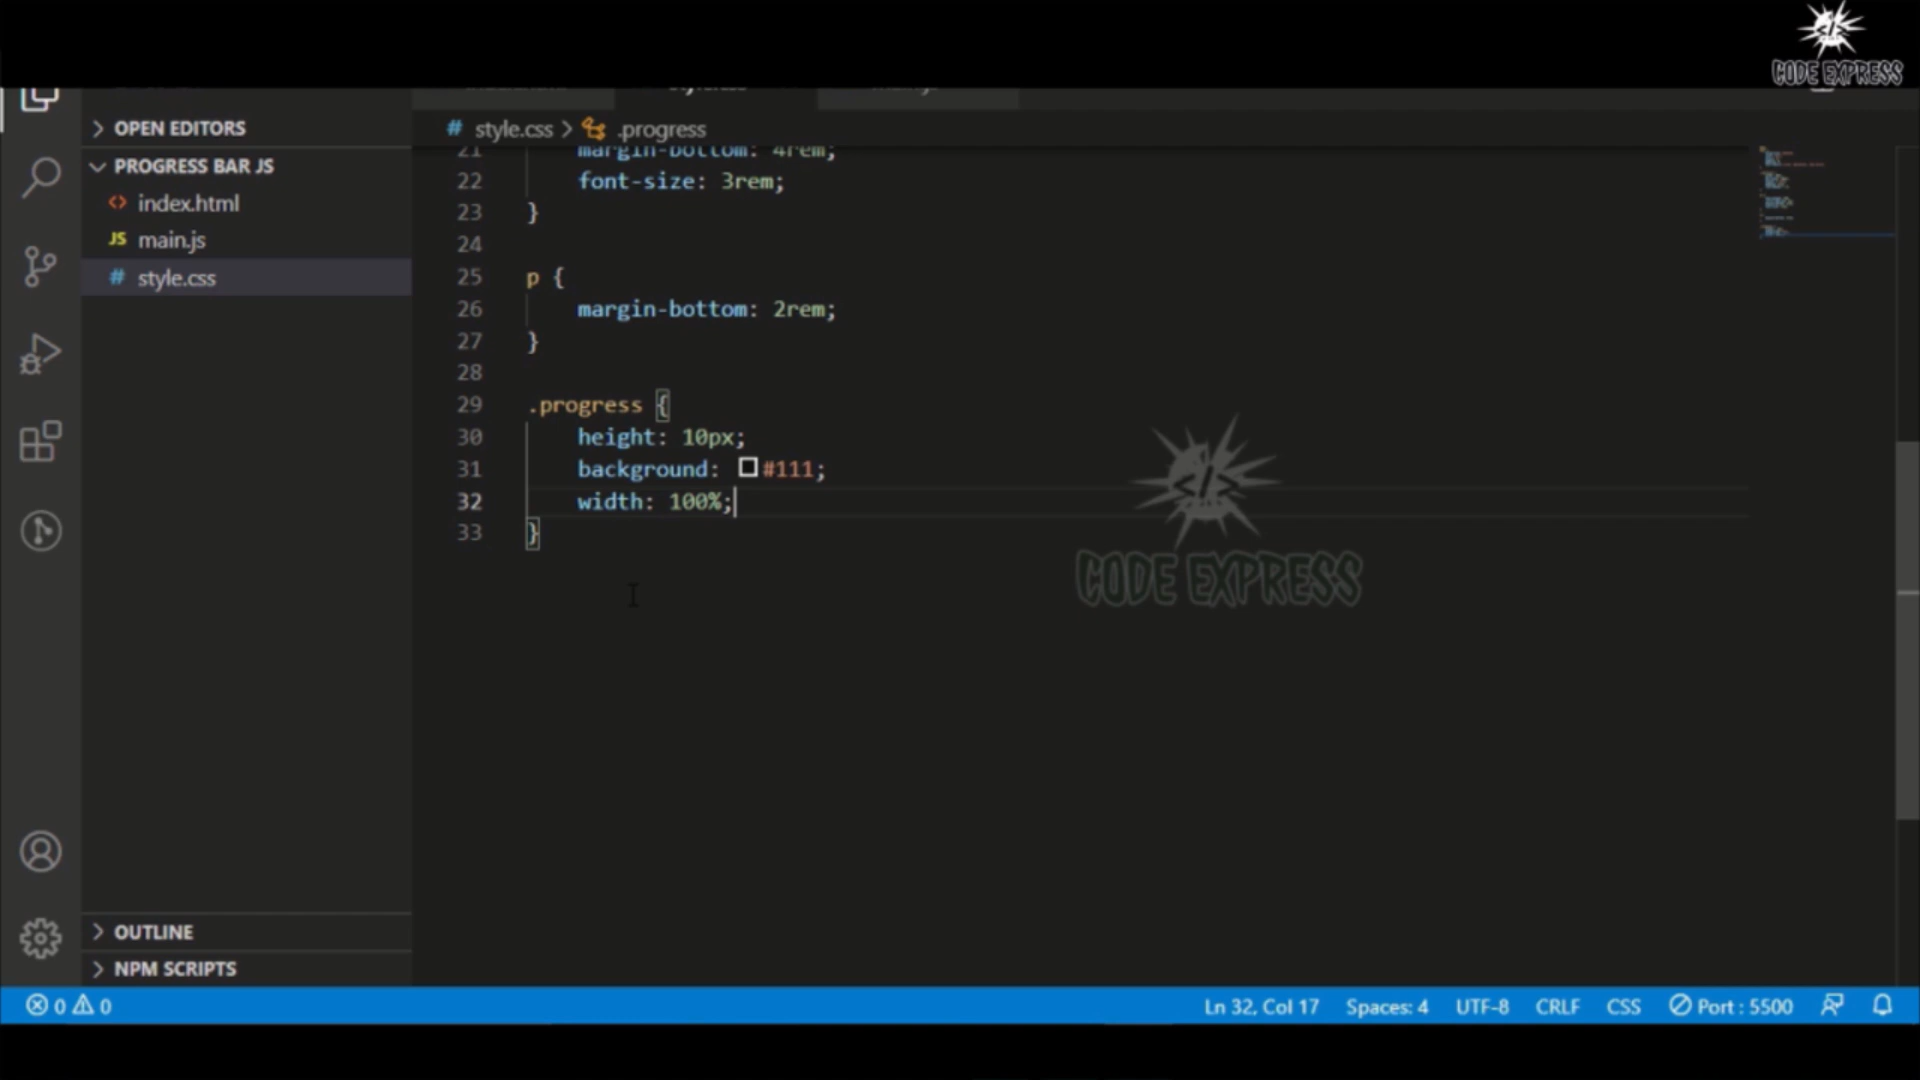 CODE EXPRESS
OPEN EDITORS
PROGRESS BAR JS
index.html
JS main.js
# style.css
OUTLINE
NPM SCRIPTS
# style.css > .progress
21 margin-bottom: 4rem;
22 font-size: 3rem;
23 }
24
25 p {
26 margin-bottom: 2rem;
27 }
28
29 .progress {
30 height: 10px;
31 background: #111;
32 width: 100%;
33 }
</> CODE EXPRESS
0 0
Ln 32, Col 17 Spaces: 4 UTF-8 CRLF CSS Port : 5500